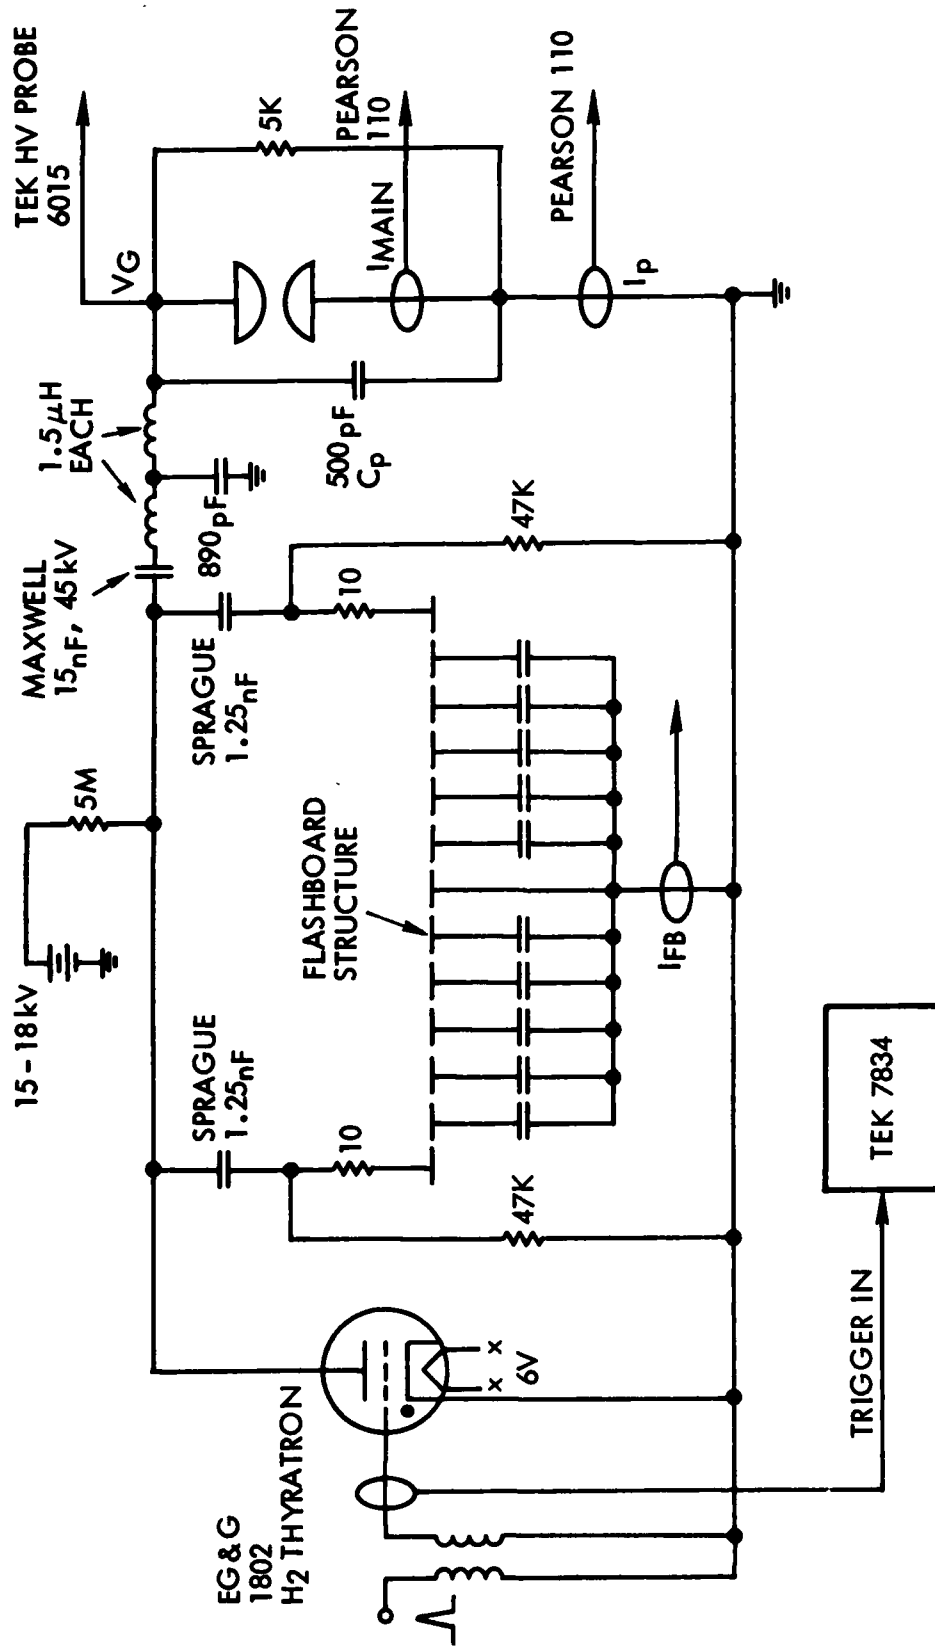 15-18kV
5M
MAXWELL
15nF, 45kV
1.5μH
EACH
TEK HV PROBE
6015
VG
SPRAGUE
1.25nF
SPRAGUE
1.25nF
890pF
500pF
Cp
5K
IMAIN
PEARSON
110
PEARSON 110
Ip
EG&G
1802
H2 THYRATRON
6V
x
x
10
47K
10
47K
FLASHBOARD
STRUCTURE
IFB
TRIGGER IN
TEK 7834